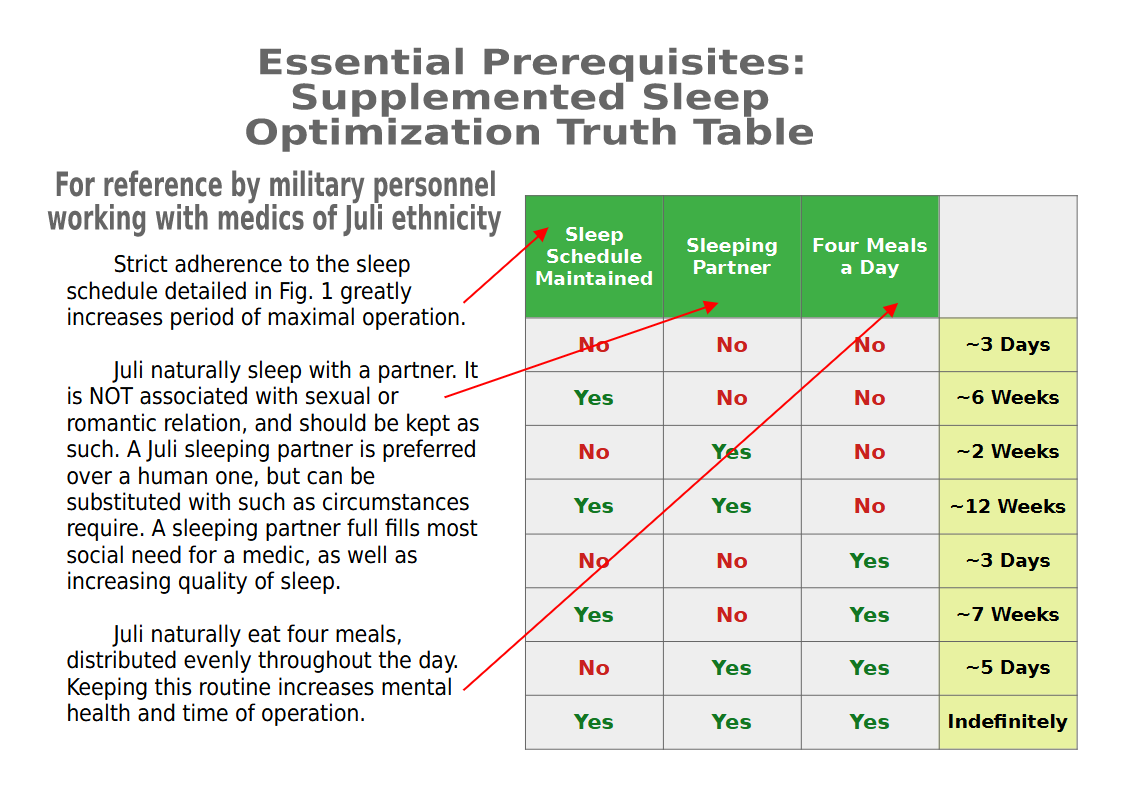 Essential Prerequisites:
Supplemented Sleep
Optimization Truth Table
For reference by military personnel
working with medics of Juli ethnicity
Strict adherence to the sleep
schedule detailed in Fig. 1 greatly
increases period of maximal operation.
Juli naturally sleep with a partner. It
is NOT associated with sexual or
romantic relation, and should be kept as
such. A Juli sleeping partner is preferred
over a human one, but can be
substituted with such as circumstances
require. A sleeping partner full fills most
social need for a medic, as well as
increasing quality of sleep.
Juli naturally eat four meals,
distributed evenly throughout the day.
Keeping this routine increases mental
health and time of operation.
Sleep
Schedule
Maintained
Sleeping
Partner
Four Meals
a Day
No No No ~3 Days
Yes No No ~6 Weeks
No Yes No ~2 Weeks
Yes Yes No ~12 Weeks
No No Yes ~3 Days
Yes No Yes ~7 Weeks
No Yes Yes ~5 Days
Yes Yes Yes Indefinitely